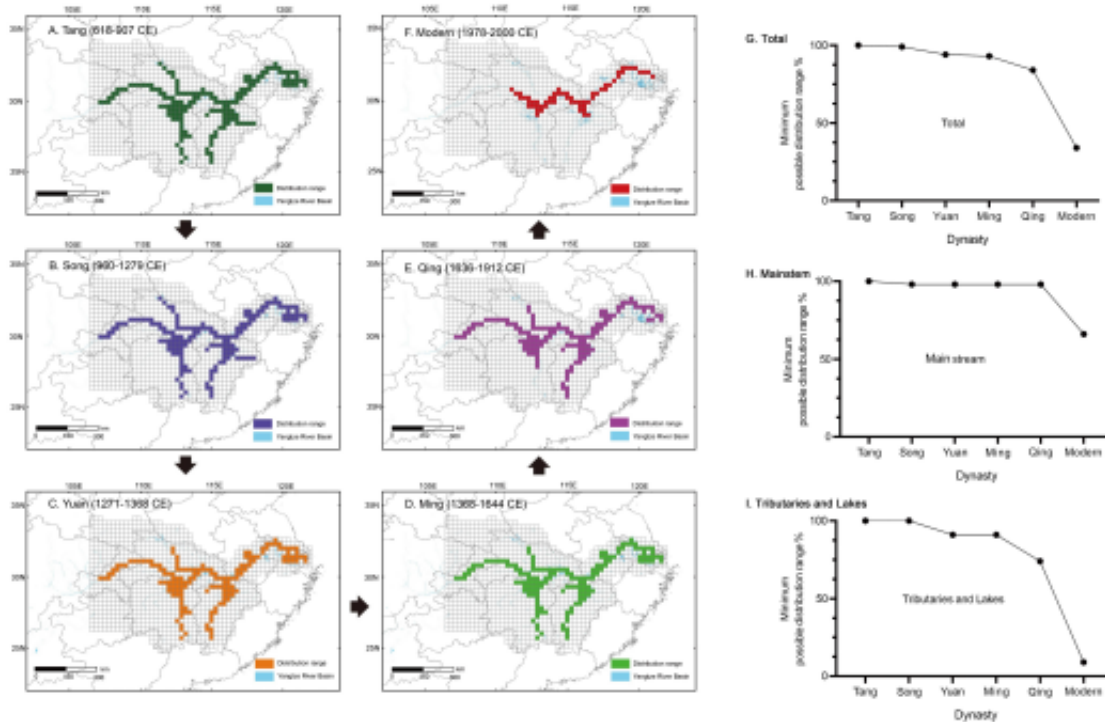 A. Tang (618-907 CE)
Distribution range
Yangtze River Basin
F. Modern (1978-2000 CE)
Distribution range
Yangtze River Basin
B. Song (960-1279 CE)
Distribution range
Yangtze River Basin
E. Qing (1636-1912 CE)
Distribution range
Yangtze River Basin
C. Yuan (1271-1368 CE)
Distribution range
Yangtze River Basin
D. Ming (1368-1644 CE)
Distribution range
Yangtze River Basin
G. Total
Minimum
possible distribution range %
100
50
0
Total
Tang Song Yuan Ming Qing Modern
Dynasty
H. Mainstem
Minimum
possible distribution range %
100
50
0
Main stream
Tang Song Yuan Ming Qing Modern
Dynasty
I. Tributaries and Lakes
Minimum
possible distribution range %
100
50
0
Tributaries and Lakes
Tang Song Yuan Ming Qing Modern
Dynasty